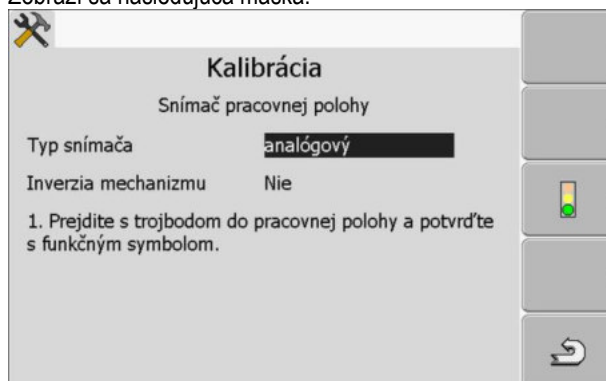 Zobrazí sa nasledujúca maska:
Kalibrácia
Snímač pracovnej polohy
Typ snímača analógový
Inverzia mechanizmu Nie
1. Prejdite s trojbodom do pracovnej polohy a potvrďte
s funkčným symbolom.